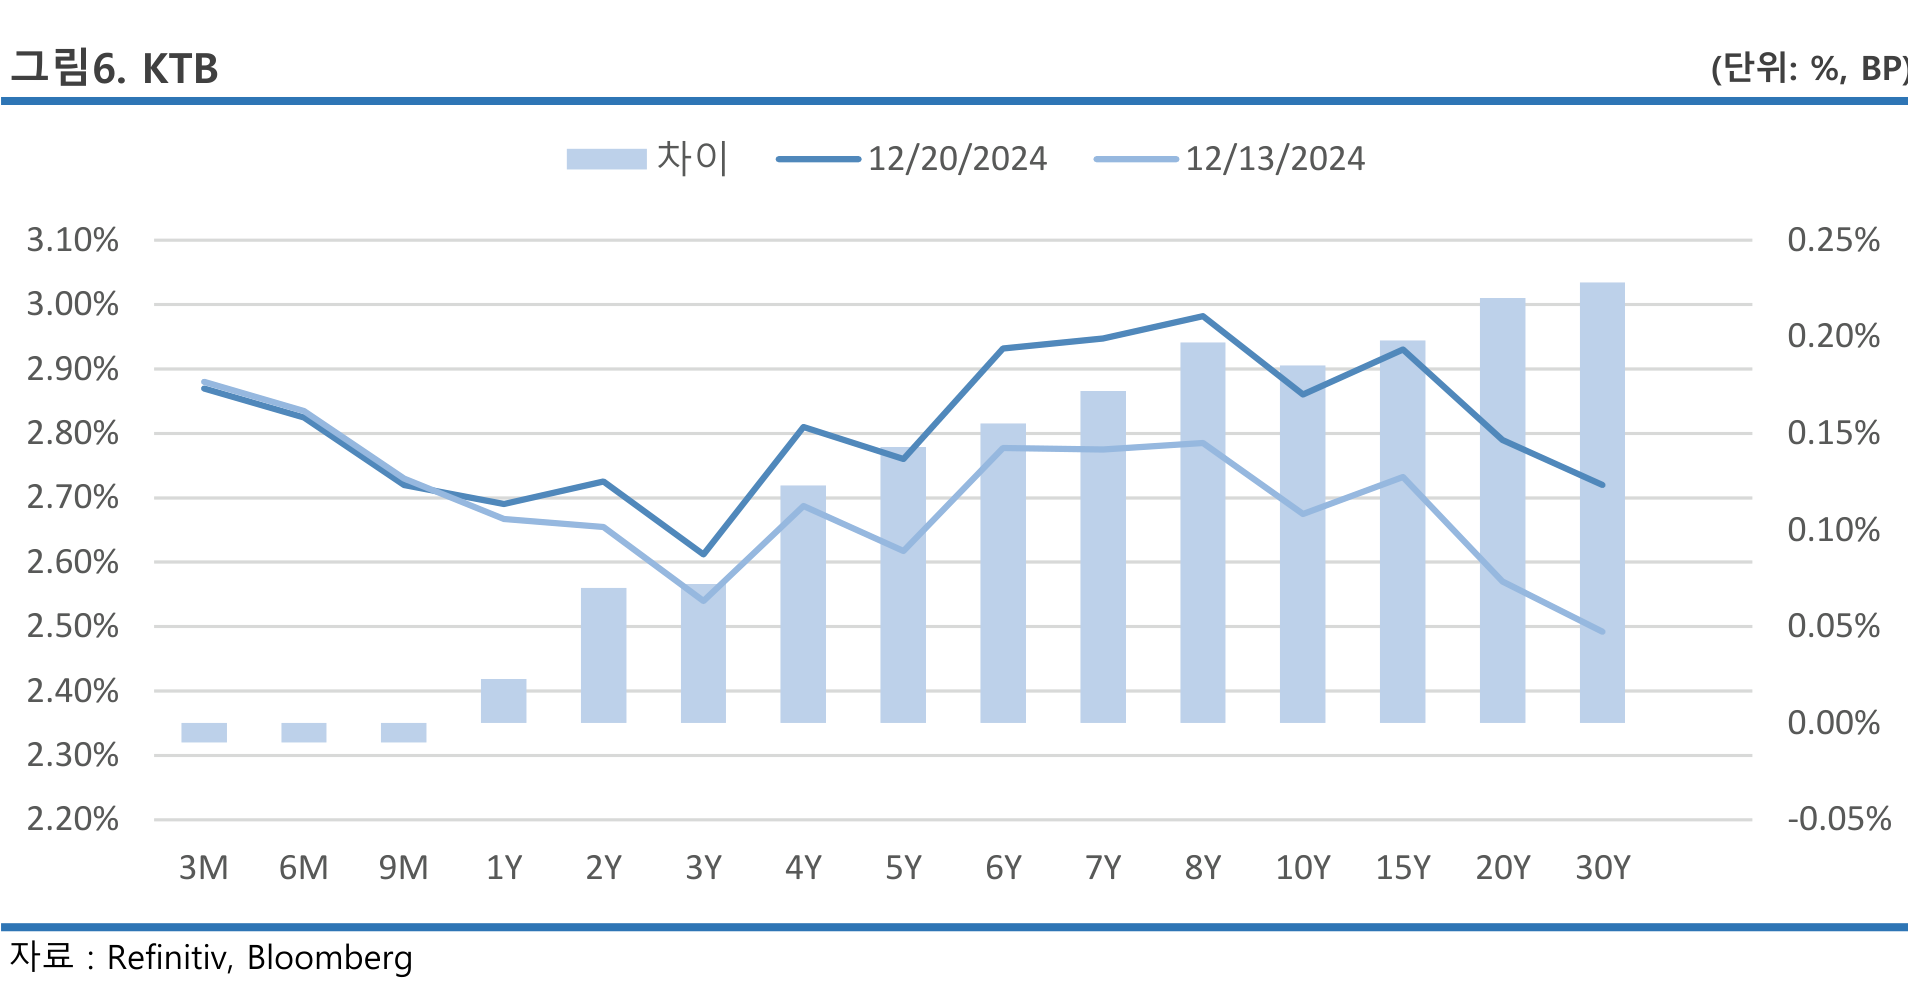 그림6. KTB
(단위: %, BP)
차이 12/20/2024 12/13/2024
3.10% 0.25%
3.00%
2.90% 0.20%
2.80% 0.15%
2.70%
2.60% 0.10%
2.50% 0.05%
2.40%
2.30% 0.00%
2.20% -0.05%
3M 6M 9M 1Y 2Y 3Y 4Y 5Y 6Y 7Y 8Y 10Y 15Y 20Y 30Y
자료 : Refinitiv, Bloomberg